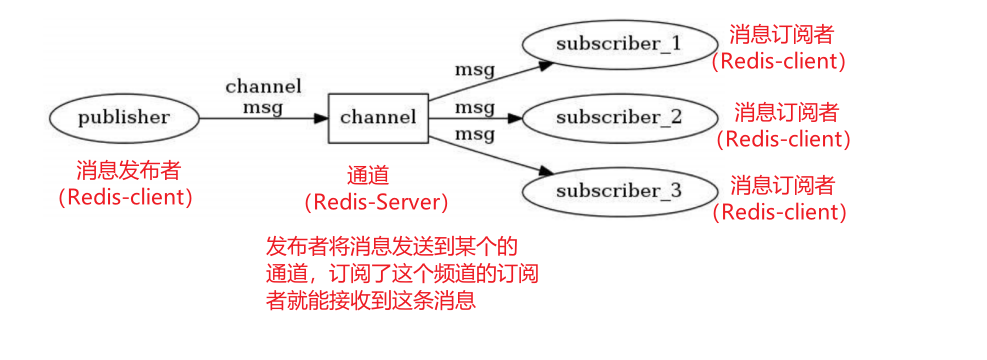 publisher
消息发布者
(Redis-client)
channel
msg
channel
通道
(Redis-Server)
msg
msg
msg
subscriber_1
消息订阅者
(Redis-client)
subscriber_2
消息订阅者
(Redis-client)
subscriber_3
消息订阅者
(Redis-client)
发布者将消息发送到某个的
通道，订阅了这个频道的订阅
者就能接收到这条消息